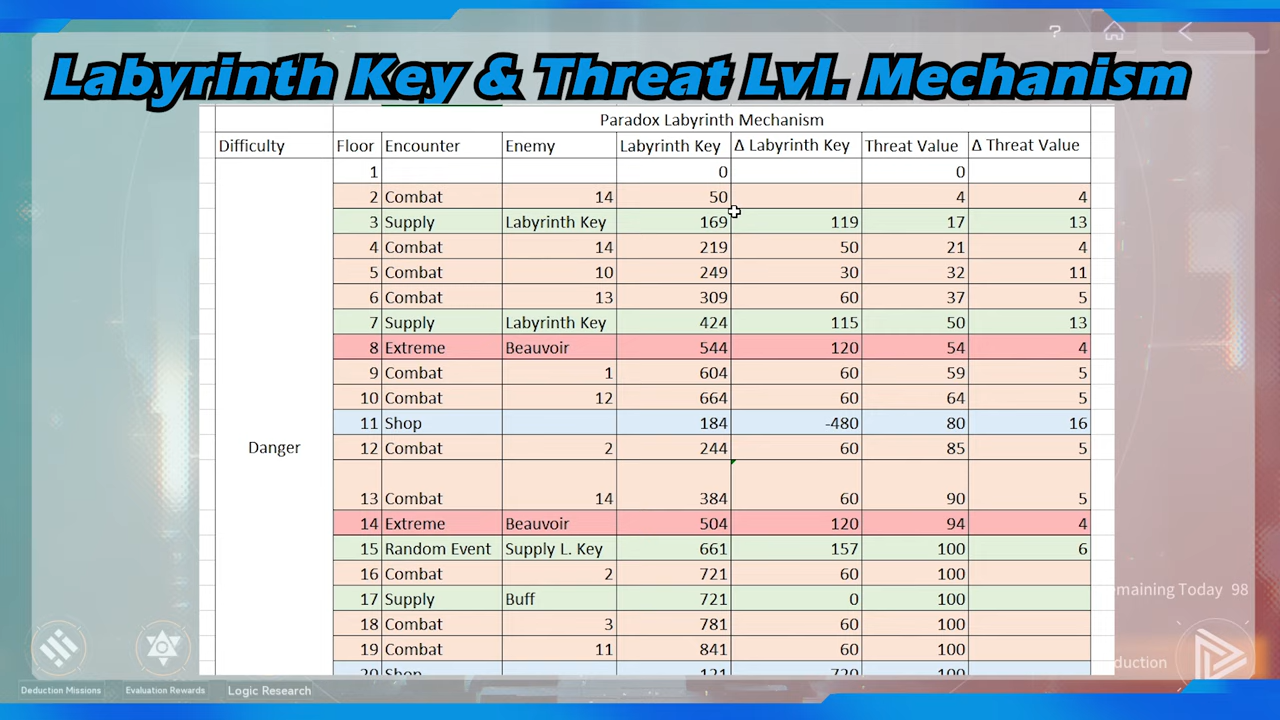 Labyrinth Key & Threat Lvl. Mechanism
Paradox Labyrinth Mechanism
Difficulty Floor Encounter Enemy Labyrinth Key Δ Labyrinth Key Threat Value Δ Threat Value
1 0 0
2 Combat 14 50 4 4
3 Supply Labyrinth Key 169 119 17 13
4 Combat 14 219 50 21 4
5 Combat 10 249 30 32 11
6 Combat 13 309 60 37 5
7 Supply Labyrinth Key 424 115 50 13
8 Extreme Beauvoir 544 120 54 4
9 Combat 1 604 60 59 5
10 Combat 12 664 60 64 5
11 Shop 184 -480 80 16
Danger 12 Combat 2 244 60 85 5
13 Combat 14 384 60 90 5
14 Extreme Beauvoir 504 120 94 4
15 Random Event Supply L. Key 661 157 100 6
16 Combat 2 721 60 100
17 Supply Buff 721 0 100
18 Combat 3 781 60 100
19 Combat 11 841 60 100
20 Shop 121 -720 100
emaining Today 98
duction
Deduction Missions Evaluation Rewards Logic Research